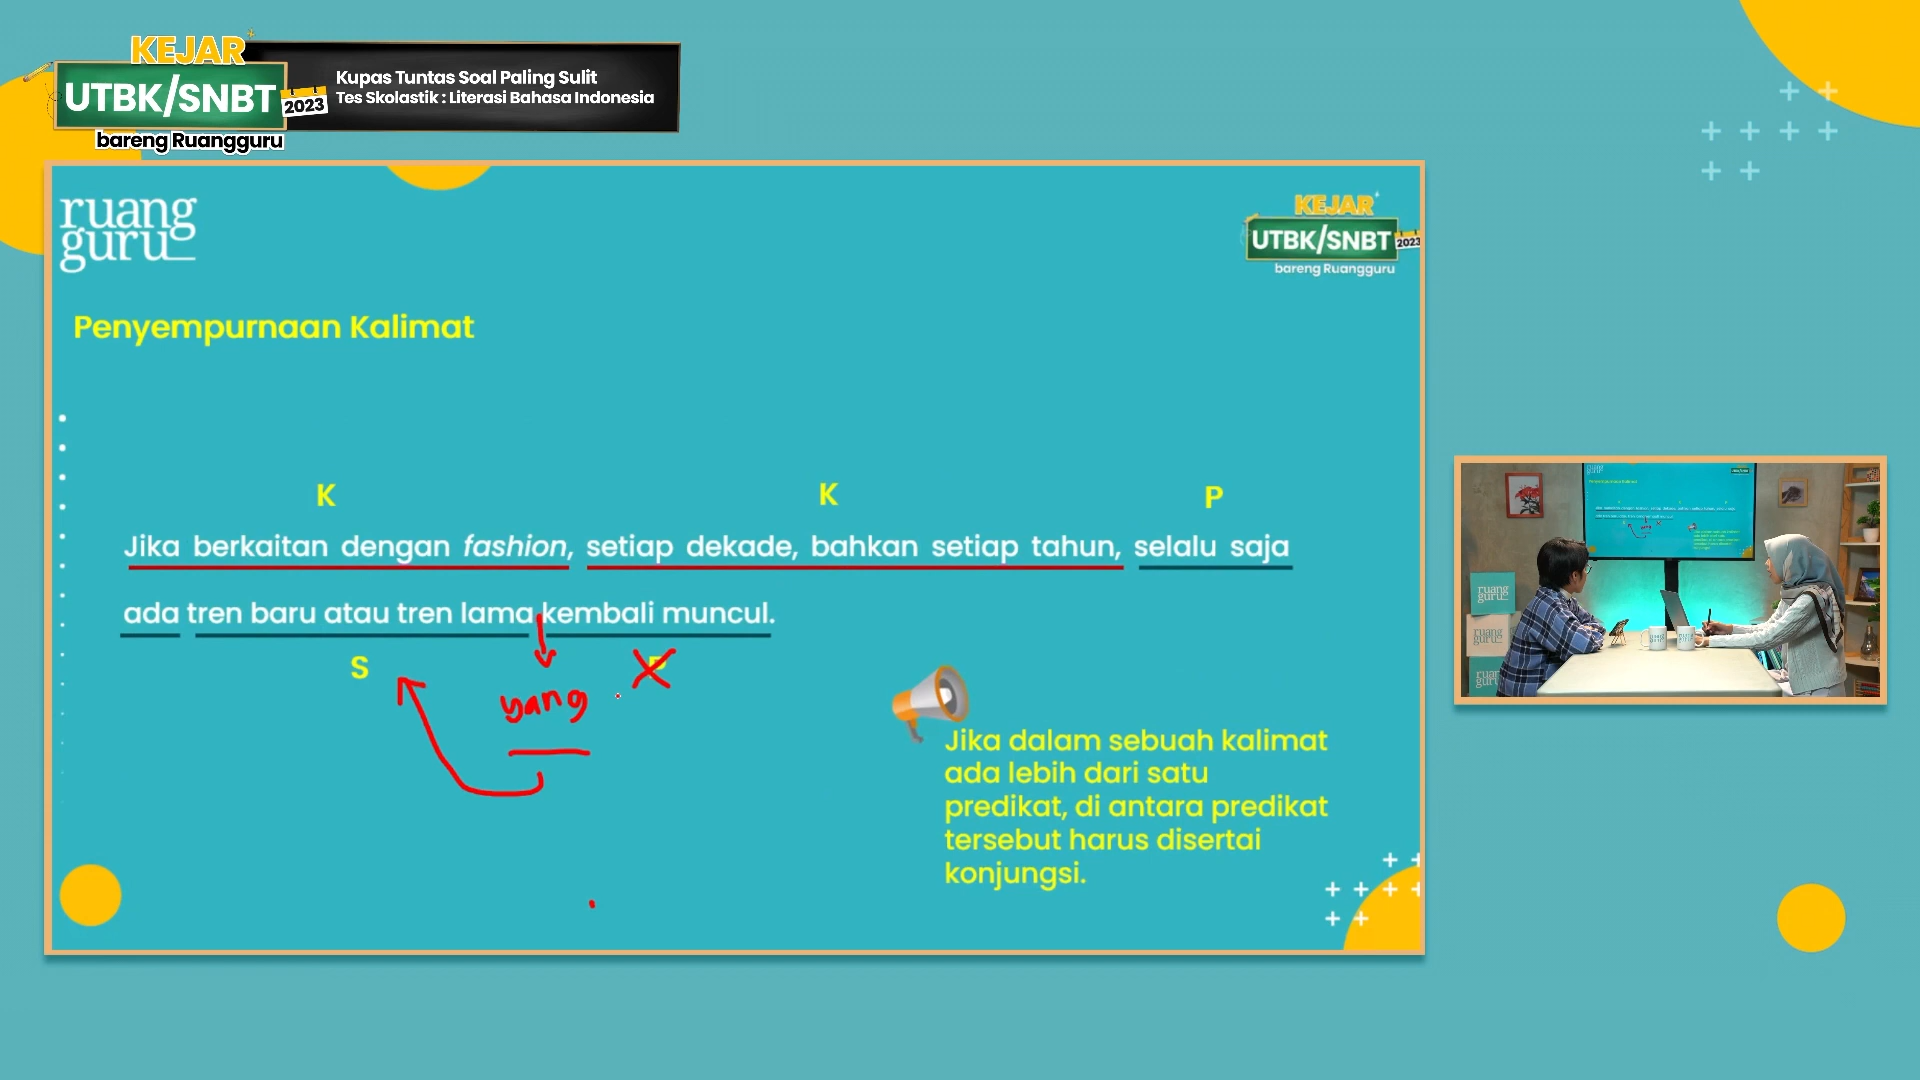 KEJAR
UTBK/SNBT
2023
bareng Ruangguru
Kupas Tuntas Soal Paling Sulit
Tes Skolastik : Literasi Bahasa Indonesia
ruang
guru
KEJAR
UTBK/SNBT
2023
bareng Ruangguru
Penyempurnaan Kalimat
K K P
Jika berkaitan dengan fashion, setiap dekade, bahkan setiap tahun, selalu saja
ada tren baru atau tren lama kembali muncul.
S P
yang
Jika dalam sebuah kalimat
ada lebih dari satu
predikat, di antara predikat
tersebut harus disertai
konjungsi.
ruang
guru